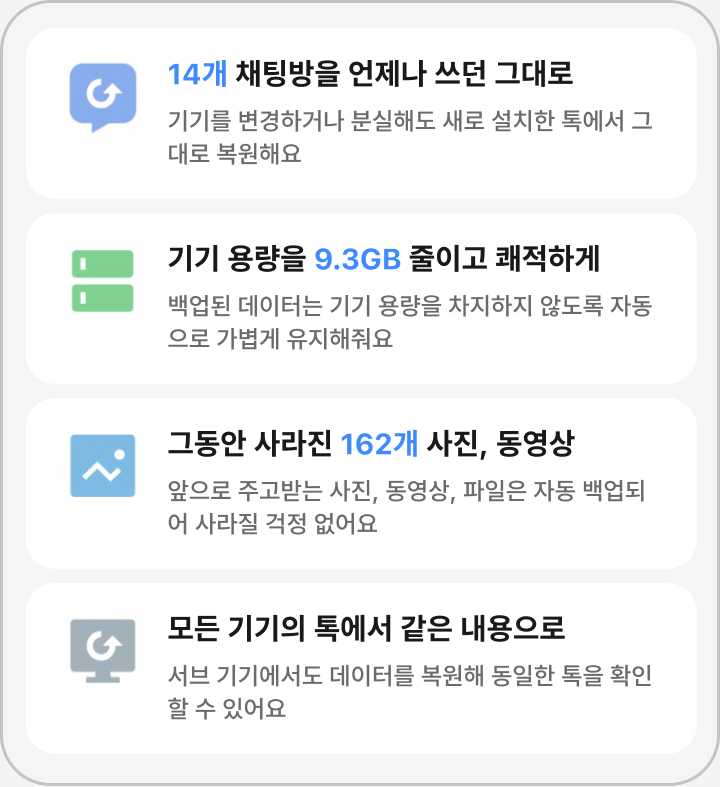 14개 채팅방을 언제나 쓰던 그대로
기기를 변경하거나 분실해도 새로 설치한 톡에서 그
대로 복원해요
기기 용량을 9.3GB 줄이고 쾌적하게
백업된 데이터는 기기 용량을 차지하지 않도록 자동
으로 가볍게 유지해줘요
그동안 사라진 162개 사진, 동영상
앞으로 주고받는 사진, 동영상, 파일은 자동 백업되
어 사라질 걱정 없어요
모든 기기의 톡에서 같은 내용으로
서브 기기에서도 데이터를 복원해 동일한 톡을 확인
할 수 있어요